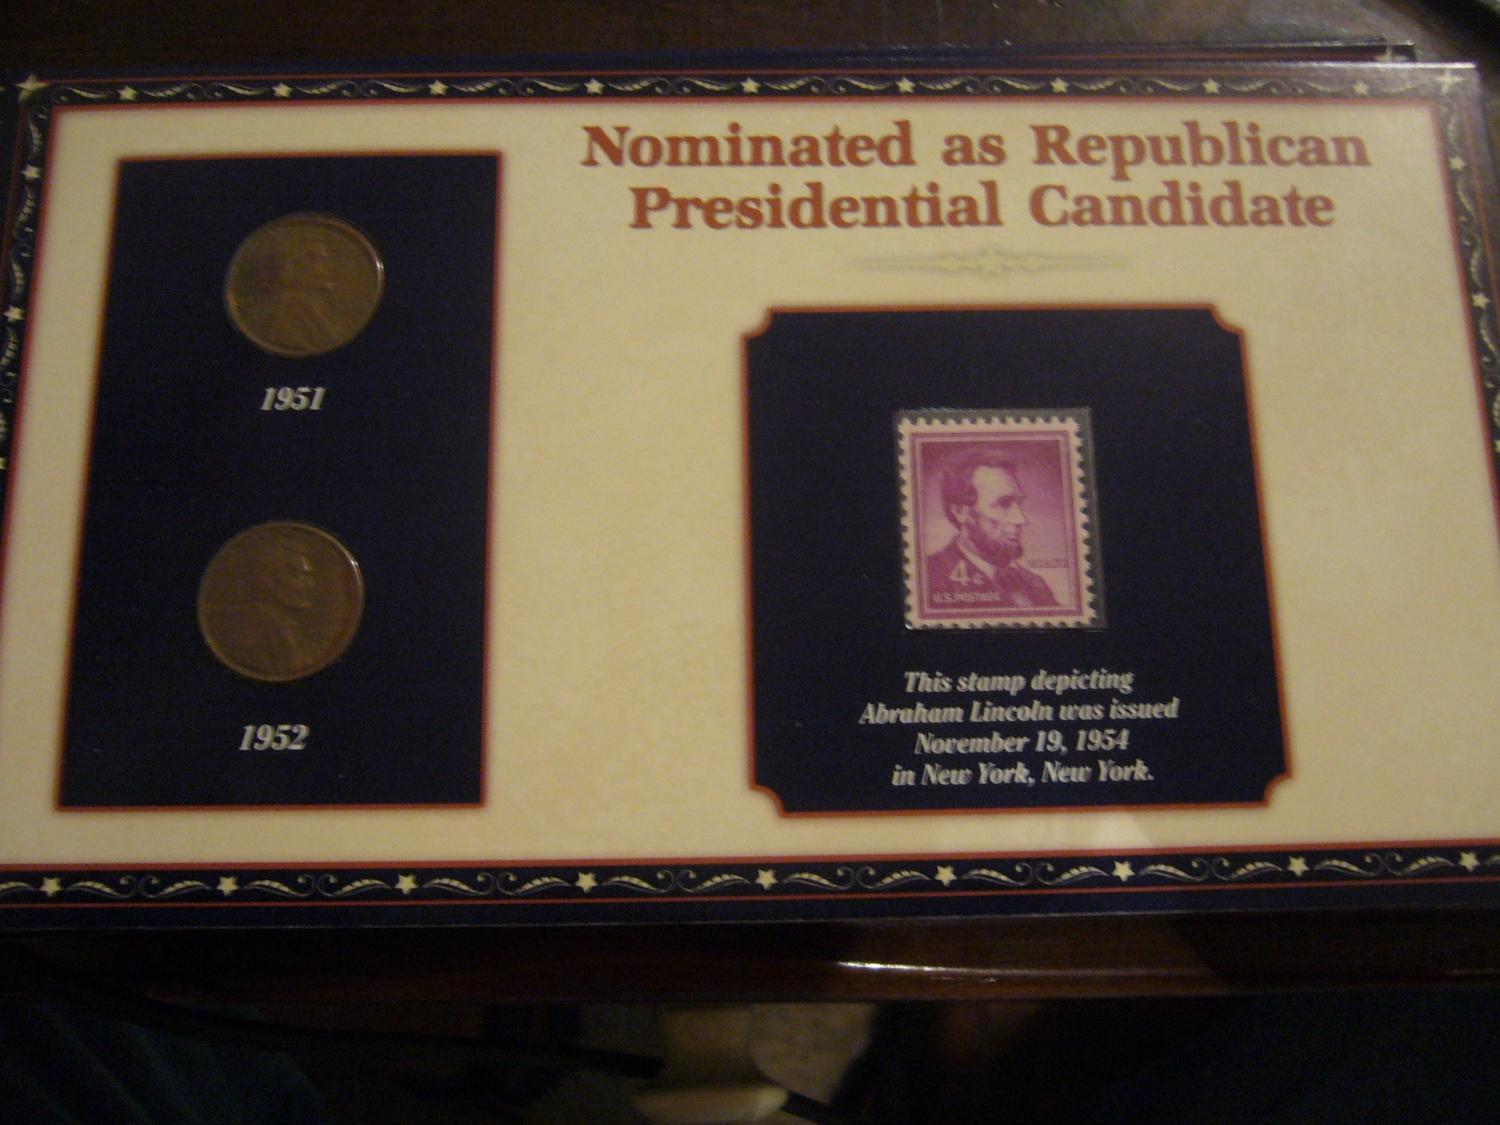 Nominated as Republican
Presidential Candidate
1951
1952
4¢
U.S. POSTAGE
This stamp depicting
Abraham Lincoln was issued
November 19, 1954
in New York, New York.